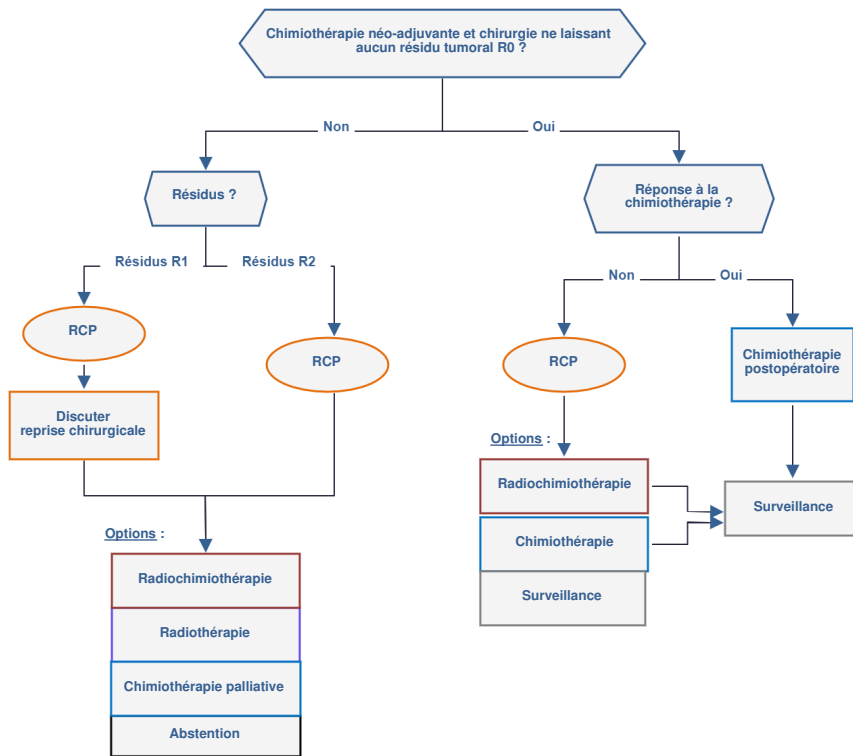 Chimiothérapie néo-adjuvante et chirurgie ne laissant
aucun résidu tumoral R0 ?
Non
Oui
Résidus ?
Réponse à la
chimiothérapie ?
Résidus R1
Résidus R2
Non
Oui
RCP
RCP
RCP
Chimiothérapie
postopératoire
Discuter
reprise chirurgicale
Options :
Radiochimiothérapie
Chimiothérapie
Surveillance
Surveillance
Options :
Radiochimiothérapie
Radiothérapie
Chimiothérapie palliative
Abstention